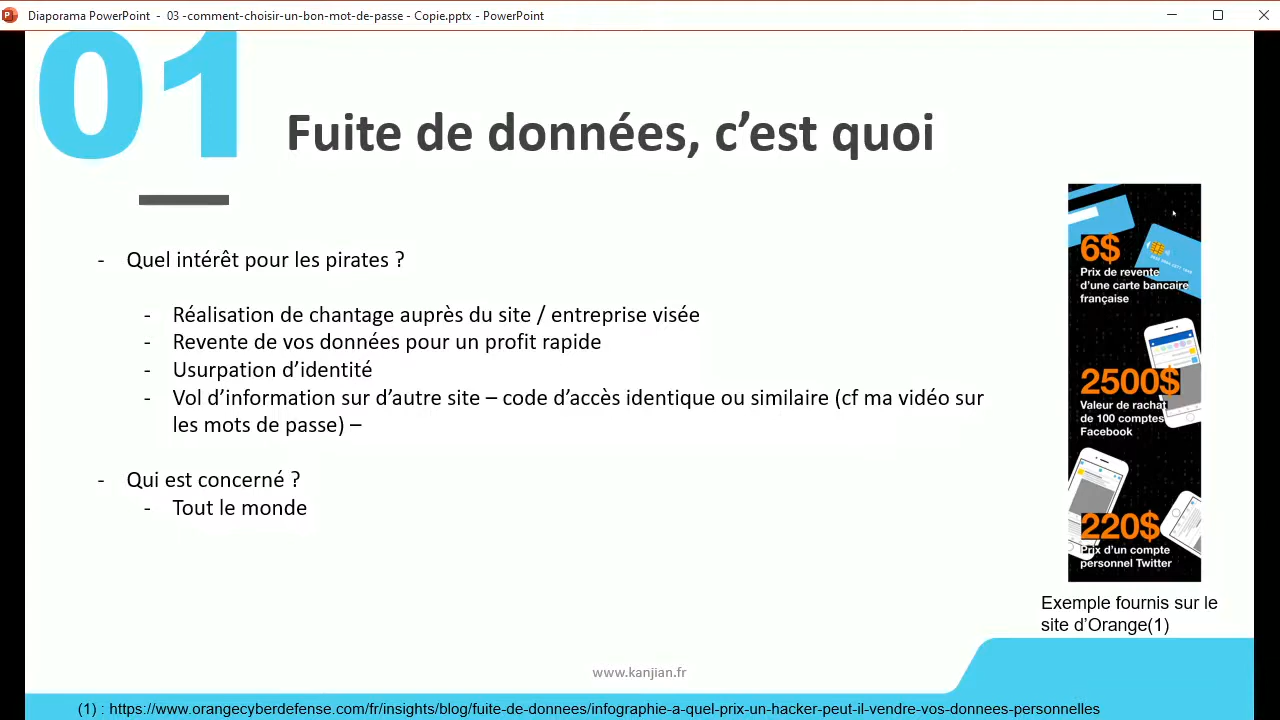 Diaporama PowerPoint - 03 -comment-choisir-un-bon-mot-de-passe - Copie.pptx - PowerPoint
01
Fuite de données, c’est quoi
- Quel intérêt pour les pirates ?
- Réalisation de chantage auprès du site / entreprise visée
- Revente de vos données pour un profit rapide
- Usurpation d’identité
- Vol d’information sur d’autre site – code d’accès identique ou similaire (cf ma vidéo sur
les mots de passe) –
- Qui est concerné ?
- Tout le monde
6$
Prix de revente
d’une carte bancaire
française
2500$
Valeur de rachat
de 100 comptes
Facebook
220$
Prix d’un compte
personnel Twitter
Exemple fournis sur le
site d’Orange(1)
www.kanjian.fr
(1) : https://www.orangecyberdefense.com/fr/insights/blog/fuite-de-donnees/infographie-a-quel-prix-un-hacker-peut-il-vendre-vos-donnees-personnelles